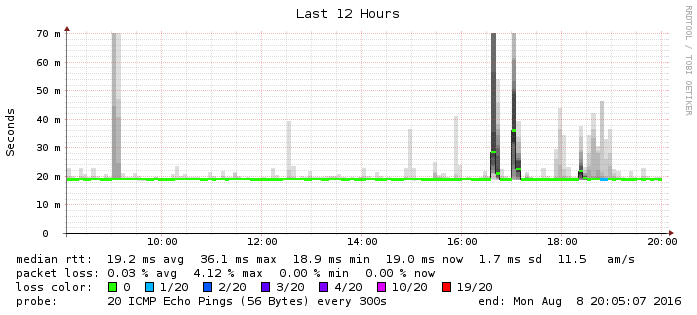 Last 12 Hours
RRDTOOL / TOBI OETIKER
Seconds
70 m
60 m
50 m
40 m
30 m
20 m
10 m
0
10:00 12:00 14:00 16:00 18:00 20:00
median rtt: 19.2 ms avg 36.1 ms max 18.9 ms min 19.0 ms now 1.7 ms sd 11.5 am/s
packet loss: 0.03 % avg 4.12 % max 0.00 % min 0.00 % now
loss color: 0 1/20 2/20 3/20 4/20 10/20 19/20
probe: 20 ICMP Echo Pings (56 Bytes) every 300s end: Mon Aug 8 20:05:07 2016